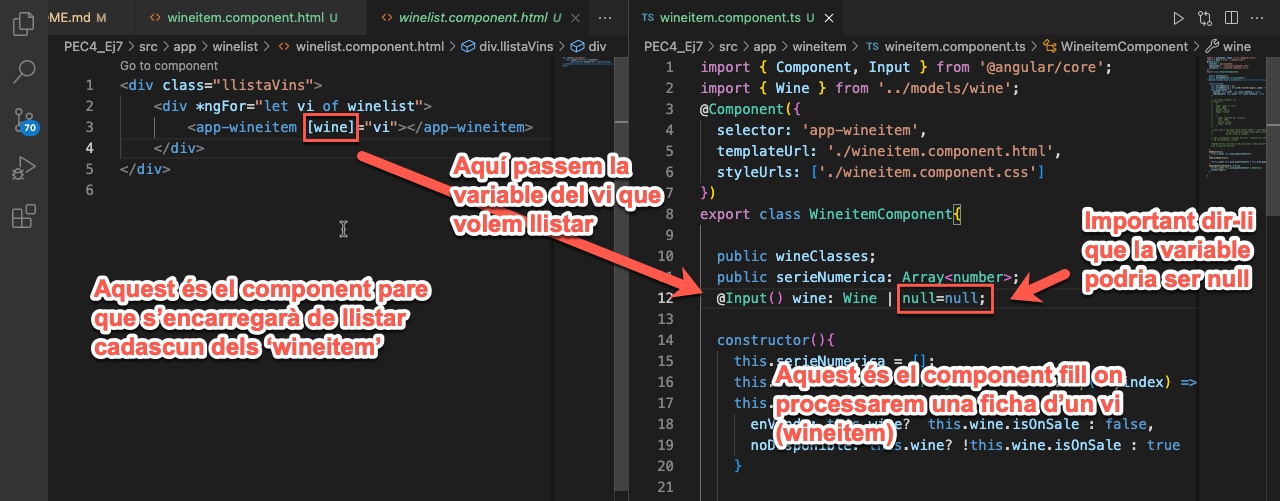 OME.md M
wineitem.component.html U
winelist.component.html U
PEC4_Ej7 > src > app > winelist > winelist.component.html > div.llistaVins > div
Go to component
1 <div class="llistaVins">
2 <div *ngFor="let vi of winelist">
3 <app-wineitem [wine]="vi"></app-wineitem>
4 </div>
5 </div>
6
70
Aquest és el component pare
que s’encarregarà de llistar
cadascun dels ‘wineitem’
Aquí passem la
variable del vi que
volem llistar
TS wineitem.component.ts U
PEC4_Ej7 > src > app > wineitem > TS wineitem.component.ts > WineitemComponent > wine
1 import { Component, Input } from '@angular/core';
2 import { Wine } from '../models/wine';
3 @Component({
4 selector: 'app-wineitem',
5 templateUrl: './wineitem.component.html',
6 styleUrls: ['./wineitem.component.css']
7 })
8 export class WineitemComponent{
9
10 public wineClasses;
11 public serieNumerica: Array<number>;
12 @Input() wine: Wine | null=null;
13
14 constructor(){
15 this.serieNumerica = [];
16 this. index) =>
17 this.
18 this.wine.isOnSale : false,
19 this.wine? !this.wine.isOnSale : true
20 }
21
Important dir-li
que la variable
podria ser null
Aquest és el component fill on
processarem una ficha d’un vi
(wineitem)